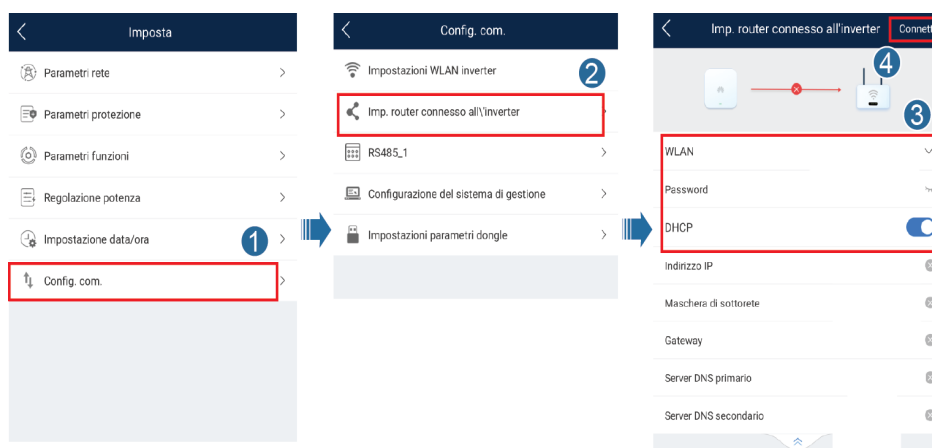 Imposta
Parametri rete
Parametri protezione
Parametri funzioni
Regolazione potenza
Impostazione data/ora
1
Config. com.
Config. com.
Impostazioni WLAN inverter
2
Imp. router connesso all\'inverter
RS485_1
Configurazione del sistema di gestione
Impostazioni parametri dongle
Imp. router connesso all'inverter
Connett
4
3
WLAN
Password
DHCP
Indirizzo IP
Maschera di sottorete
Gateway
Server DNS primario
Server DNS secondario